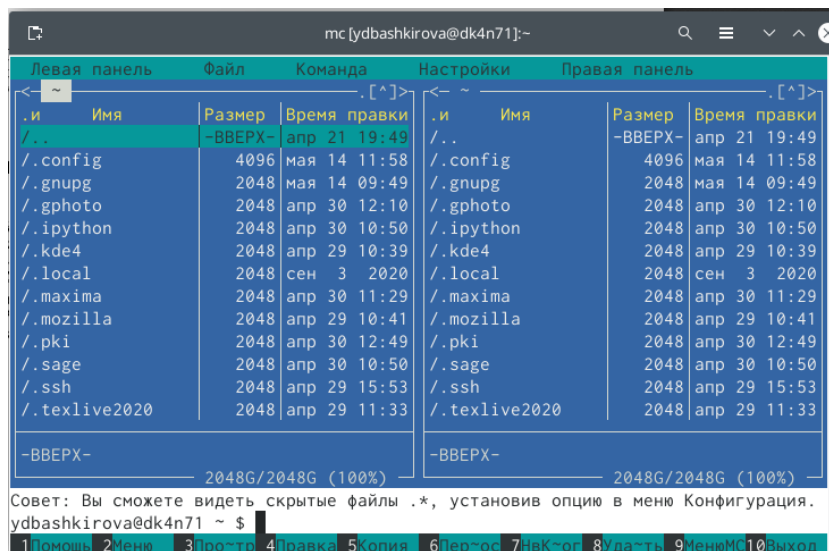 mc [ydbashkirova@dk4n71]:~
Левая панель Файл Команда Настройки Правая панель
<- ~ .[^]> <- ~ .[^]>
.и Имя Размер Время правки .и Имя Размер Время правки
/.. -ВВЕРХ- апр 21 19:49 /.. -ВВЕРХ- апр 21 19:49
/.config 4096 мая 14 11:58 /.config 4096 мая 14 11:58
/.gnupg 2048 мая 14 09:49 /.gnupg 2048 мая 14 09:49
/.gphoto 2048 апр 30 12:10 /.gphoto 2048 апр 30 12:10
/.ipython 2048 апр 30 10:50 /.ipython 2048 апр 30 10:50
/.kde4 2048 апр 29 10:39 /.kde4 2048 апр 29 10:39
/.local 2048 сен 3 2020 /.local 2048 сен 3 2020
/.maxima 2048 апр 30 11:29 /.maxima 2048 апр 30 11:29
/.mozilla 2048 апр 29 10:41 /.mozilla 2048 апр 29 10:41
/.pki 2048 апр 30 12:49 /.pki 2048 апр 30 12:49
/.sage 2048 апр 30 10:50 /.sage 2048 апр 30 10:50
/.ssh 2048 апр 29 15:53 /.ssh 2048 апр 29 15:53
/.texlive2020 2048 апр 29 11:33 /.texlive2020 2048 апр 29 11:33
-ВВЕРХ- -ВВЕРХ-
2048G/2048G (100%) 2048G/2048G (100%)
Совет: Вы сможете видеть скрытые файлы .*, установив опцию в меню Конфигурация.
ydbashkirova@dk4n71 ~ $
1Помощь 2Меню 3Про~тр 4Правка 5Копия 6Пер~ос 7НвК~ог 8Уда~ть 9МенюMC 10Выход